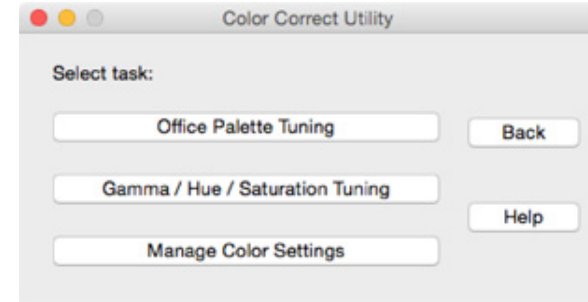 Color Correct Utility
Select task:
Office Palette Tuning
Back
Gamma / Hue / Saturation Tuning
Help
Manage Color Settings